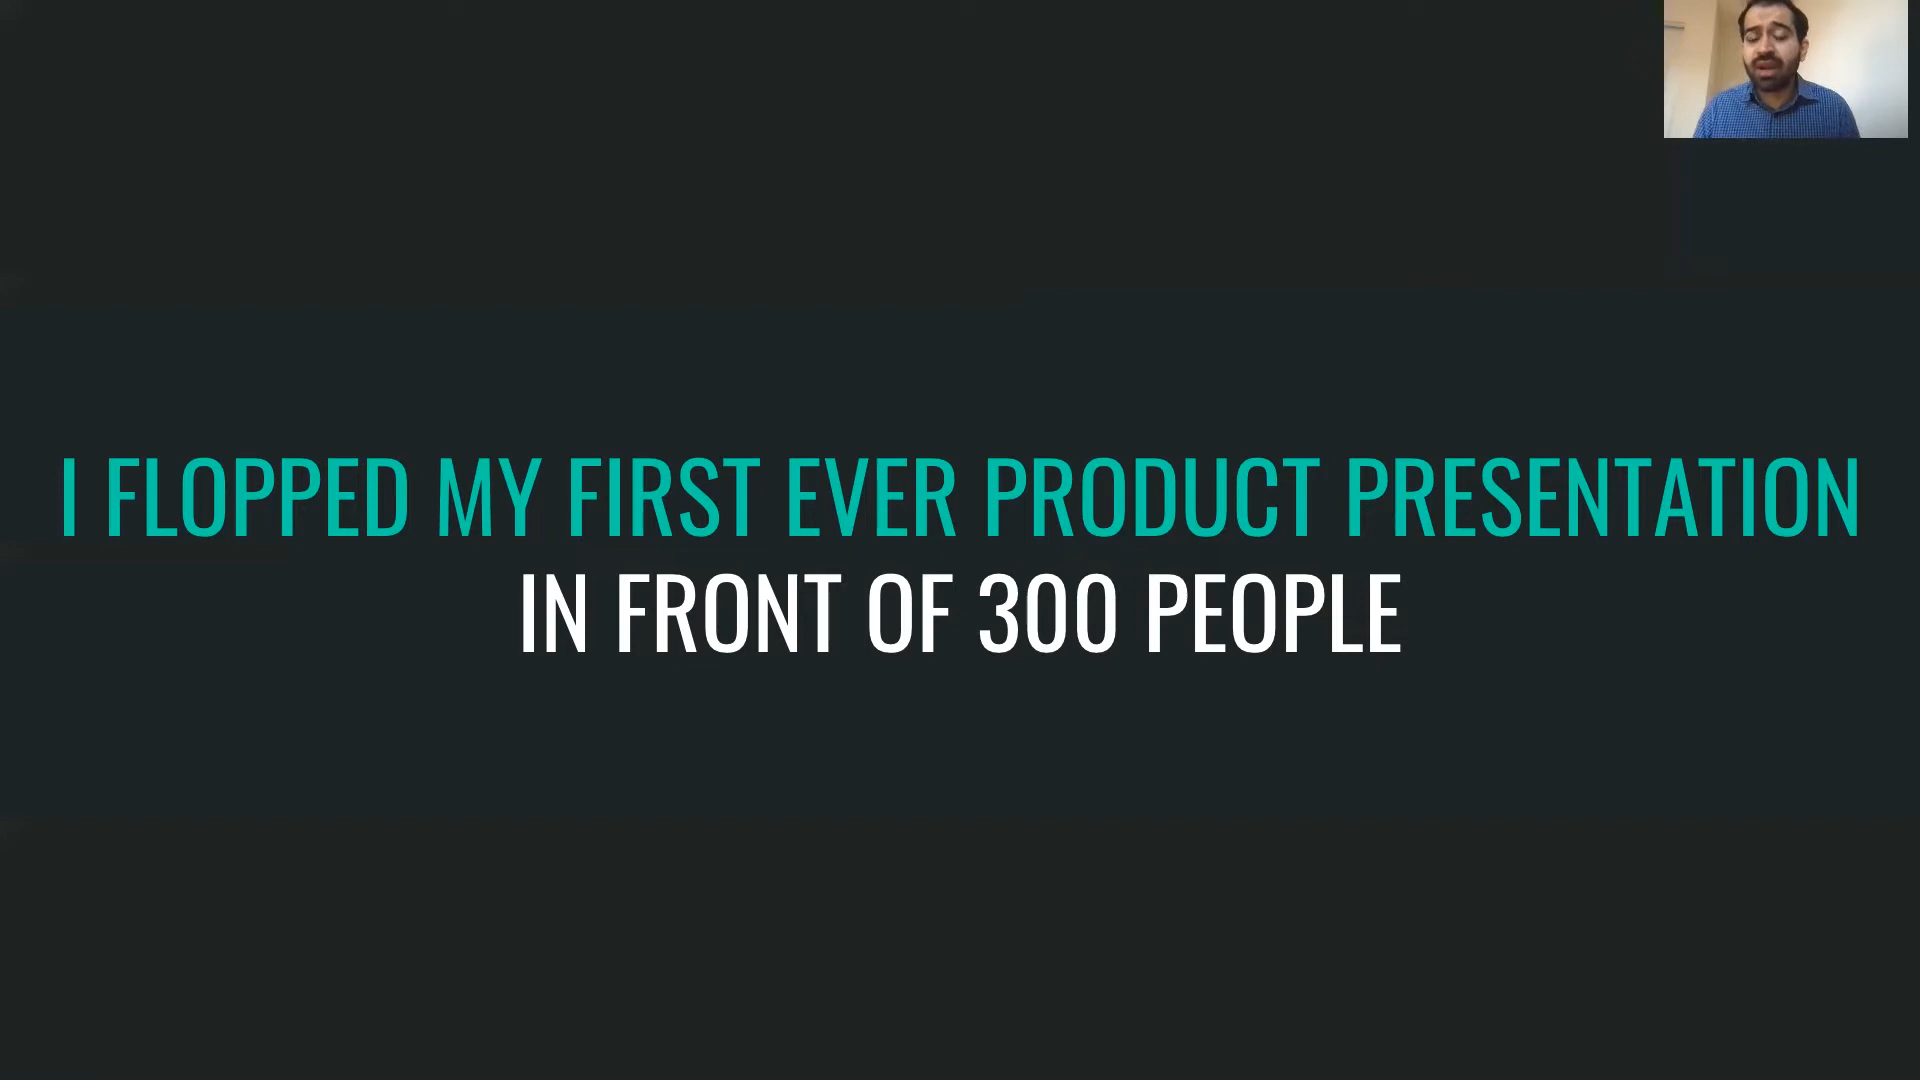 I FLOPPED MY FIRST EVER PRODUCT PRESENTATION
IN FRONT OF 300 PEOPLE